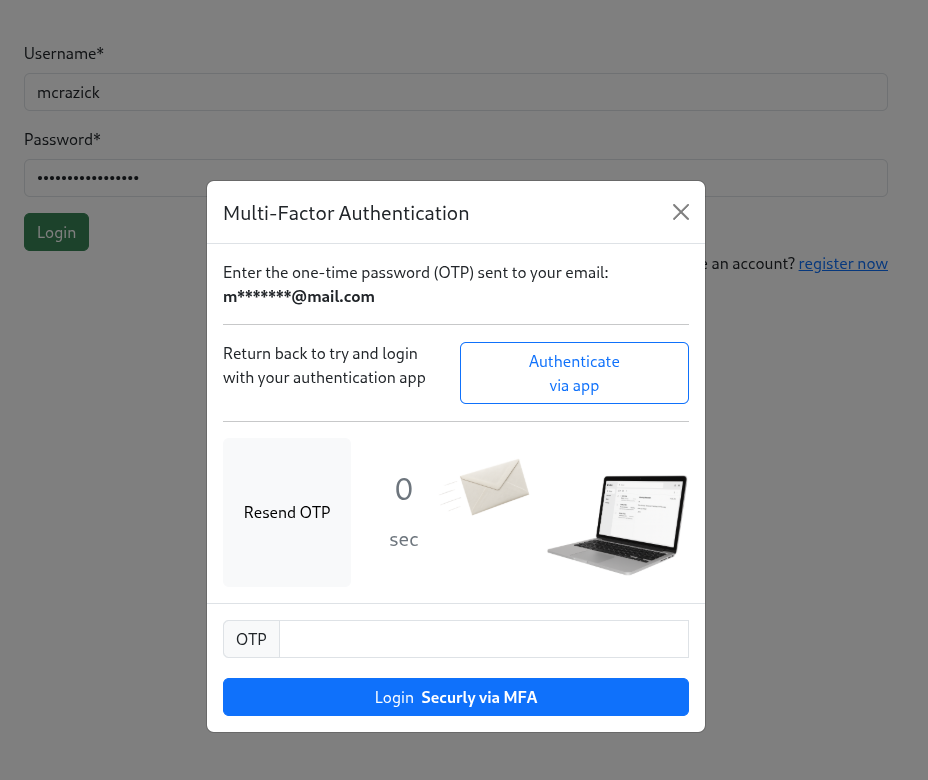 Username*
mcrazick
Password*
Login
Multi-Factor Authentication
e an account? register now
Enter the one-time password (OTP) sent to your email:
m*******@mail.com
Return back to try and login
with your authentication app
Authenticate
via app
Resend OTP
0
sec
OTP
Login Securly via MFA